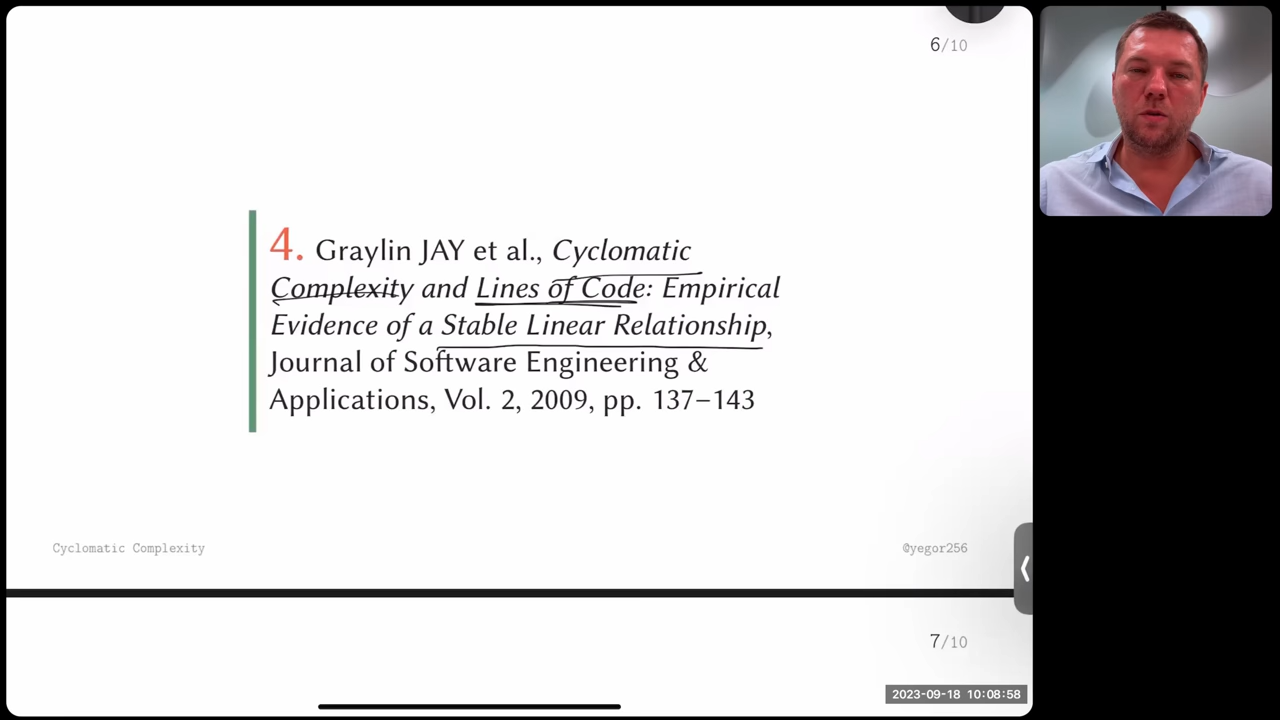 6/10
4. Graylin JAY et al., Cyclomatic
Complexity and Lines of Code: Empirical
Evidence of a Stable Linear Relationship,
Journal of Software Engineering &
Applications, Vol. 2, 2009, pp. 137–143
Cyclomatic Complexity
@yegor256
7/10
2023-09-18 10:08:58